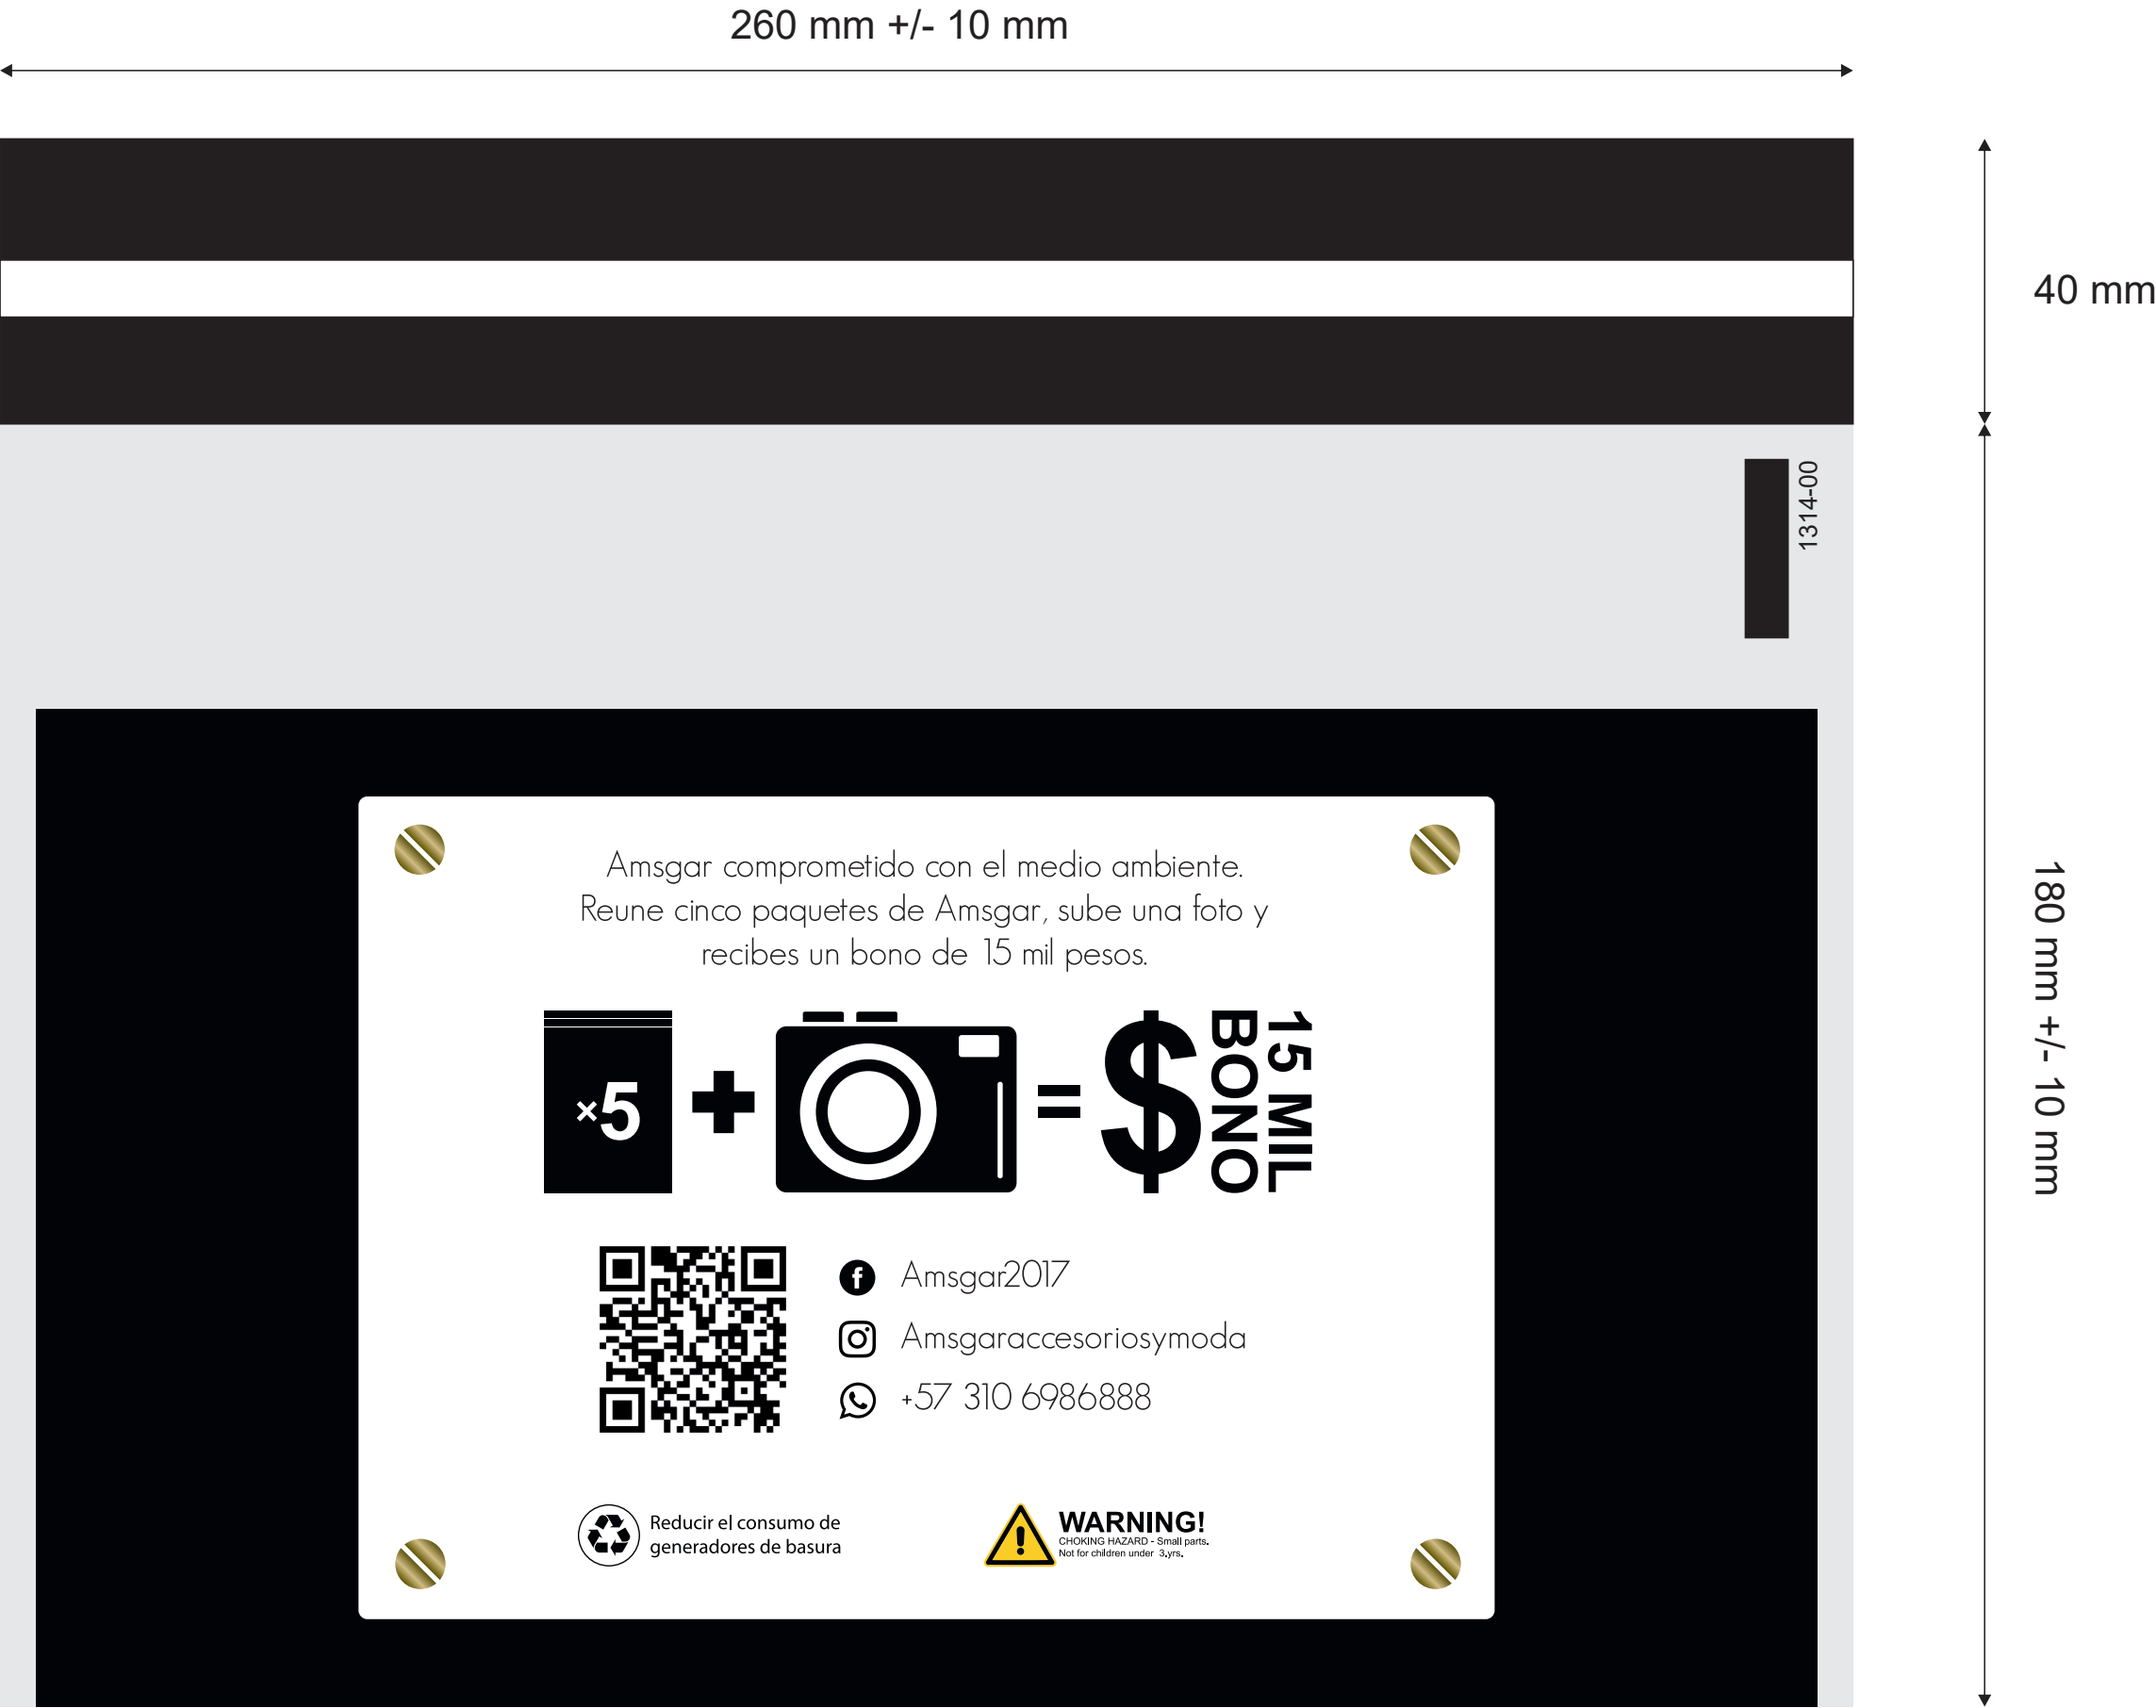 260 mm +/- 10 mm
40 mm
1314-00
180 mm +/- 10 mm
Amsgar comprometido con el medio ambiente.
Reune cinco paquetes de Amsgar, sube una foto y
recibes un bono de 15 mil pesos.
×5
+
=
$
15 MIL
BONO
Amsgar2017
Amsgaraccesoriosymoda
+57 310 6986888
Reducir el consumo de
generadores de basura
WARNING!
CHOKING HAZARD - Small parts.
Not for children under 3.yrs.